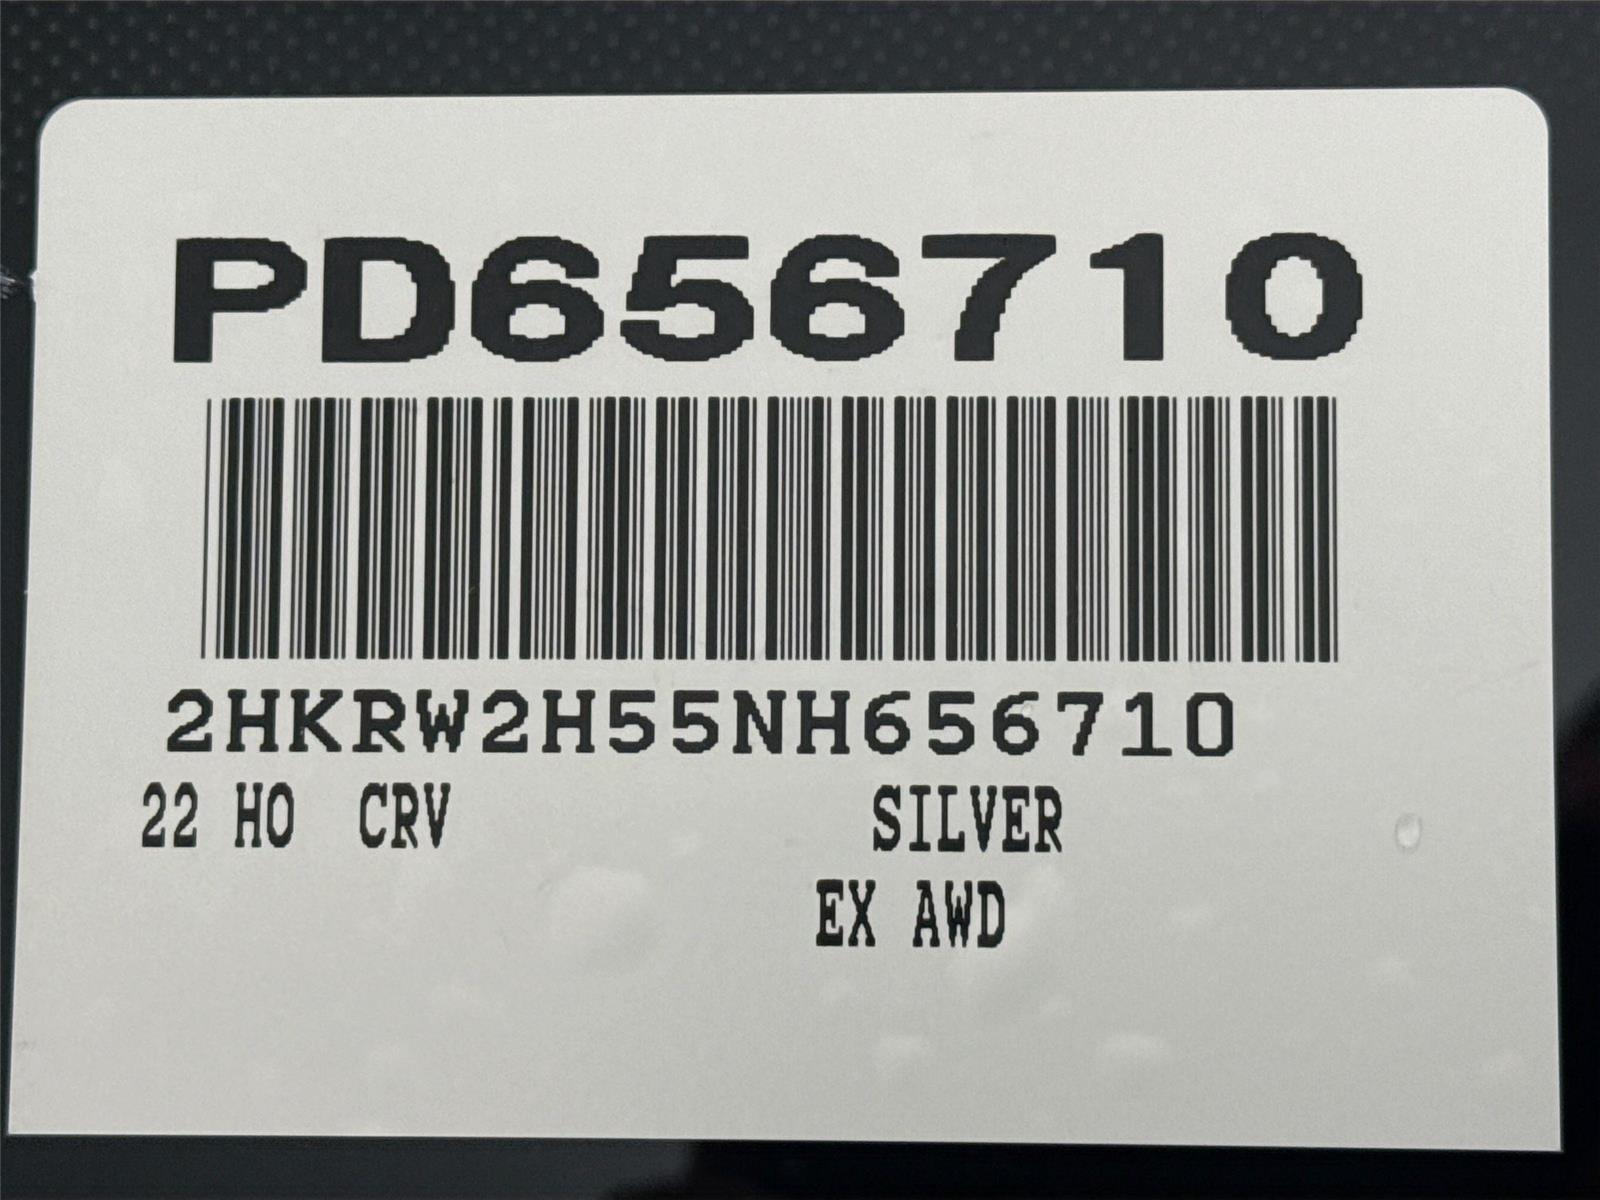 PD656710
2HKRW2H55NH656710
22 HO CRV SILVER
EX AWD